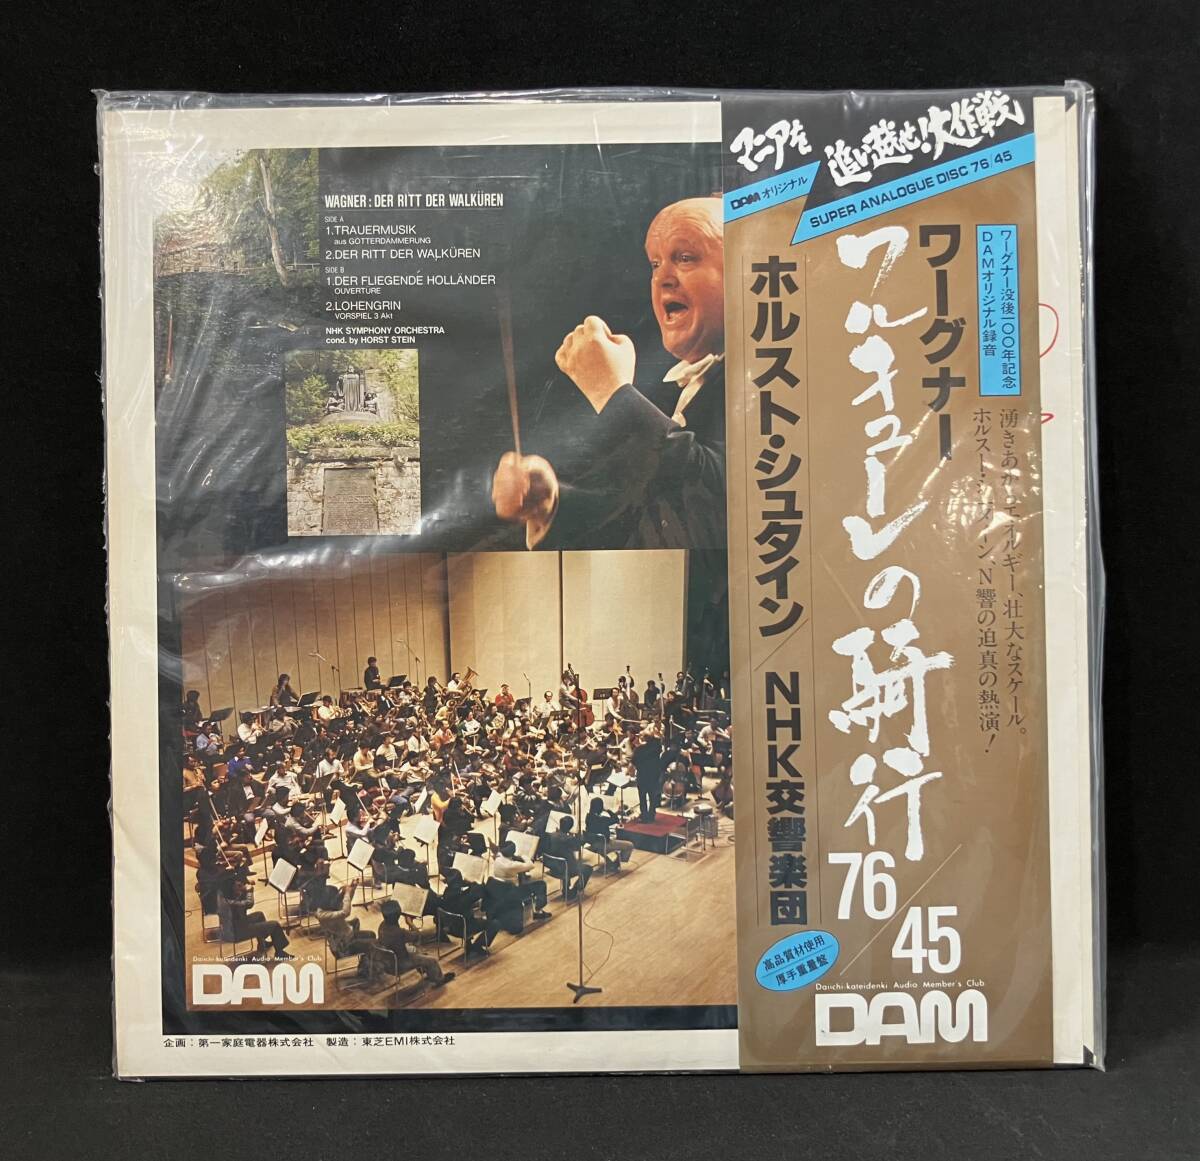 WAGNER : DER RITT DER WALKÜREN
SIDE A
1.TRAUERMUSIK
aus GÖTTERDÄMMERUNG
2.DER RITT DER WALKÜREN
SIDE B
1.DER FLIEGENDE HOLLÄNDER
OUVERTURE
2.LOHENGRIN
VORSPIEL 3 Akt
NHK SYMPHONY ORCHESTRA
cond. by HORST STEIN
Daiichi-kateidenki Audio Member's Club
DAM
企画：第一家庭電器株式会社 製造：東芝EMI株式会社
マニアを
追い越せ!大作戦
DAMオリジナル
SUPER ANALOGUE DISC 76/45
ワーグナー没後一〇〇年記念
DAMオリジナル録音
湧きあがるエネルギー、壮大なスケール。
ホルスト・シュタイン、N響の迫真の熱演!
ワーグナー
ワルキューレの騎行
76/45
ホルスト・シュタイン/NHK交響楽団
高品質材使用
厚手重量盤
Daiichi-kateidenki Audio Member's Club
DAM